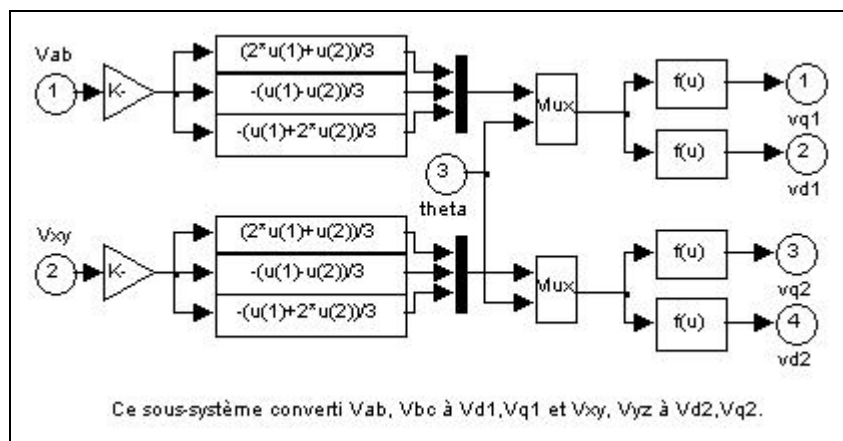 Vab
1
K-
(2*u(1)+u(2))/3
-(u(1)-u(2))/3
-(u(1)+2*u(2))/3
Mux
f(u)
1
vq1
f(u)
2
vd1
3
theta
Vxy
2
K-
(2*u(1)+u(2))/3
-(u(1)-u(2))/3
-(u(1)+2*u(2))/3
Mux
f(u)
3
vq2
f(u)
4
vd2
Ce sous-système converti Vab, Vbc à Vd1,Vq1 et Vxy, Vyz à Vd2,Vq2.